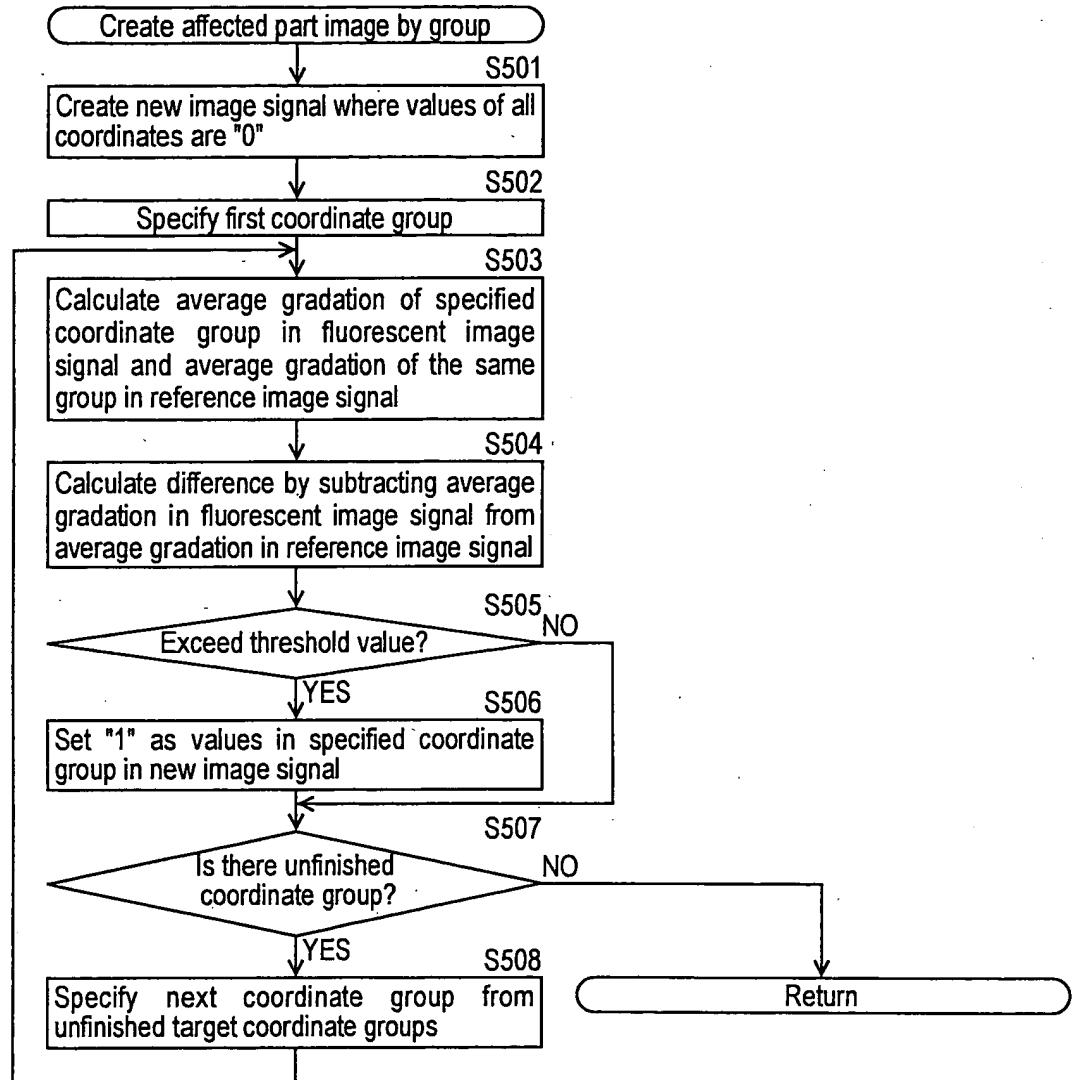 Create affected part image by group
S501
Create new image signal where values of all
coordinates are "0"
S502
Specify first coordinate group
S503
Calculate average gradation of specified
coordinate group in fluorescent image
signal and average gradation of the same
group in reference image signal
S504
Calculate difference by subtracting average
gradation in fluorescent image signal from
average gradation in reference image signal
S505
Exceed threshold value?
NO
YES
S506
Set "1" as values in specified coordinate
group in new image signal
S507
Is there unfinished
coordinate group?
NO
YES
S508
Specify next coordinate group from
unfinished target coordinate groups
Return